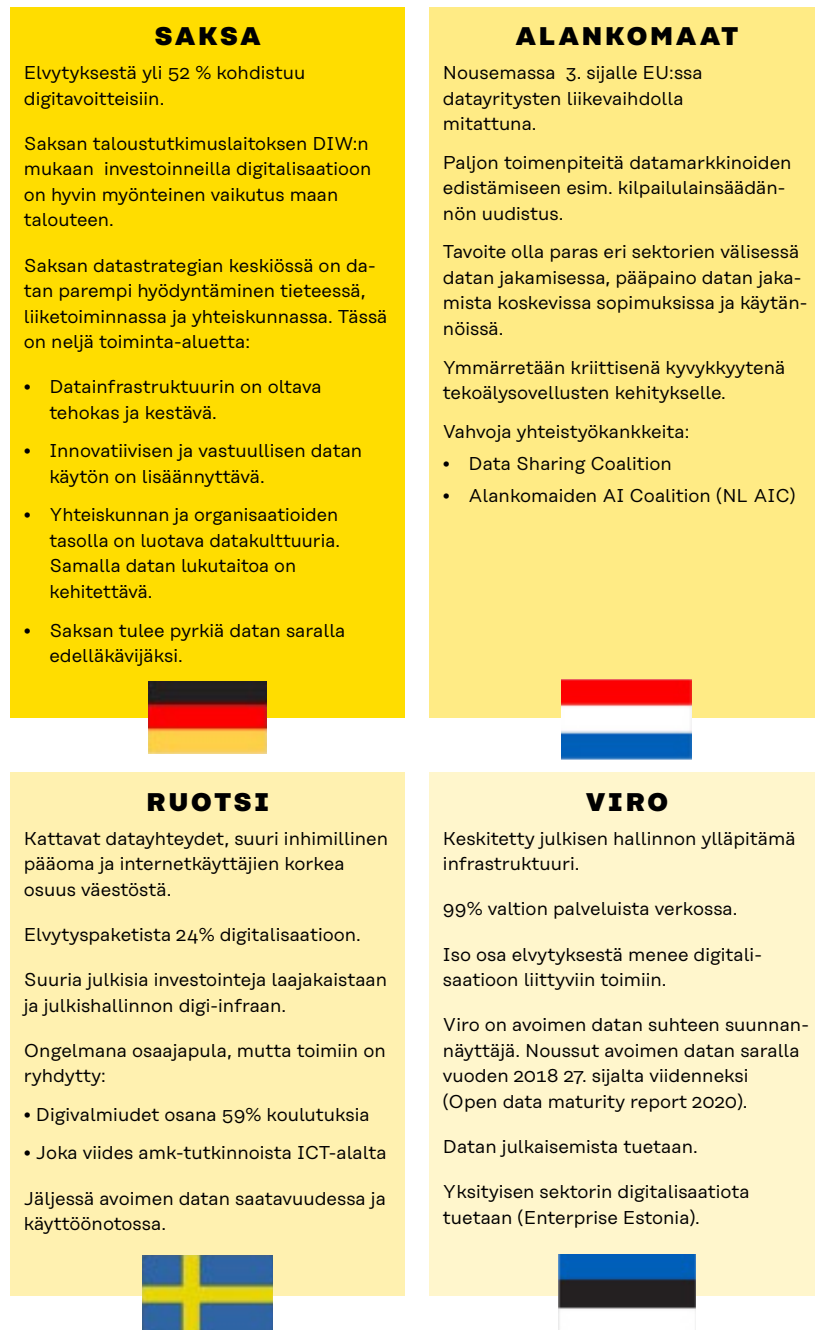 SAKSA
Elvytyksestä yli 52 % kohdistuu
digitavoitteisiin.
Saksan taloustutkimuslaitoksen DIW:n
mukaan investoinneilla digitalisaatioon
on hyvin myönteinen vaikutus maan
talouteen.
Saksan datastrategian keskiössä on da-
tan parempi hyödyntäminen tieteessä,
liiketoiminnassa ja yhteiskunnassa. Tässä
on neljä toiminta-aluetta:
• Datainfrastruktuurin on oltava
tehokas ja kestävä.
• Innovatiivisen ja vastuullisen datan
käytön on lisäännyttävä.
• Yhteiskunnan ja organisaatioiden
tasolla on luotava datakulttuuria.
Samalla datan lukutaitoa on
kehitettävä.
• Saksan tulee pyrkiä datan saralla
edelläkävijäksi.
ALANKOMAAT
Nousemassa 3. sijalle EU:ssa
datayritysten liikevaihdolla
mitattuna.
Paljon toimenpiteitä datamarkkinoiden
edistämiseen esim. kilpailulainsäädän-
nön uudistus.
Tavoite olla paras eri sektorien välisessä
datan jakamisessa, pääpaino datan jaka-
mista koskevissa sopimuksissa ja käytän-
nöissä.
Ymmärretään kriittisenä kyvykkyytenä
tekoälysovellusten kehitykselle.
Vahvoja yhteistyökankkeita:
• Data Sharing Coalition
• Alankomaiden AI Coalition (NL AIC)
RUOTSI
Kattavat datayhteydet, suuri inhimillinen
pääoma ja internetkäyttäjien korkea
osuus väestöstä.
Elvytyspaketista 24% digitalisaatioon.
Suuria julkisia investointeja laajakaistaan
ja julkishallinnon digi-infraan.
Ongelmana osaajapula, mutta toimiin on
ryhdytty:
• Digivalmiudet osana 59% koulutuksia
• Joka viides amk-tutkinnoista ICT-alalta
Jäljessä avoimen datan saatavuudessa ja
käyttöönotossa.
VIRO
Keskitetty julkisen hallinnon ylläpitämä
infrastruktuuri.
99% valtion palveluista verkossa.
Iso osa elvytyksestä menee digitali-
saatioon liittyviin toimiin.
Viro on avoimen datan suhteen suunnan-
näyttäjä. Noussut avoimen datan saralla
vuoden 2018 27. sijalta viidenneksi
(Open data maturity report 2020).
Datan julkaisemista tuetaan.
Yksityisen sektorin digitalisaatiota
tuetaan (Enterprise Estonia).